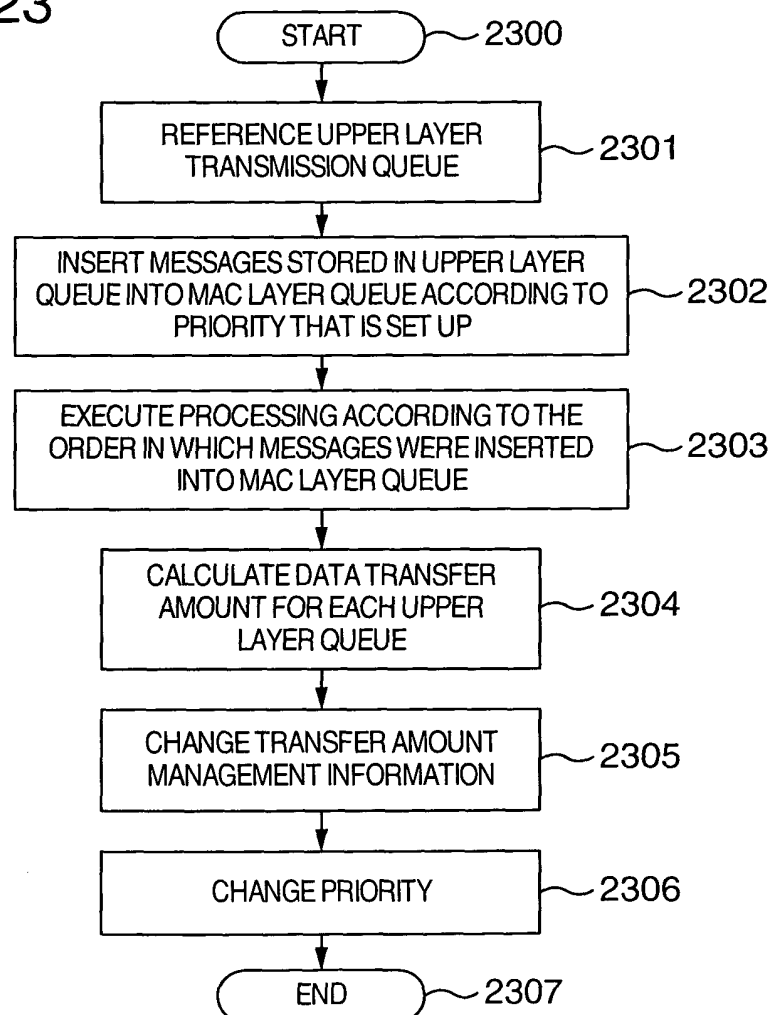 23
START
2300
REFERENCE UPPER LAYER
TRANSMISSION QUEUE
2301
INSERT MESSAGES STORED IN UPPER LAYER
QUEUE INTO MAC LAYER QUEUE ACCORDING TO
PRIORITY THAT IS SET UP
2302
EXECUTE PROCESSING ACCORDING TO THE
ORDER IN WHICH MESSAGES WERE INSERTED
INTO MAC LAYER QUEUE
2303
CALCULATE DATA TRANSFER
AMOUNT FOR EACH UPPER
LAYER QUEUE
2304
CHANGE TRANSFER AMOUNT
MANAGEMENT INFORMATION
2305
CHANGE PRIORITY
2306
END
2307